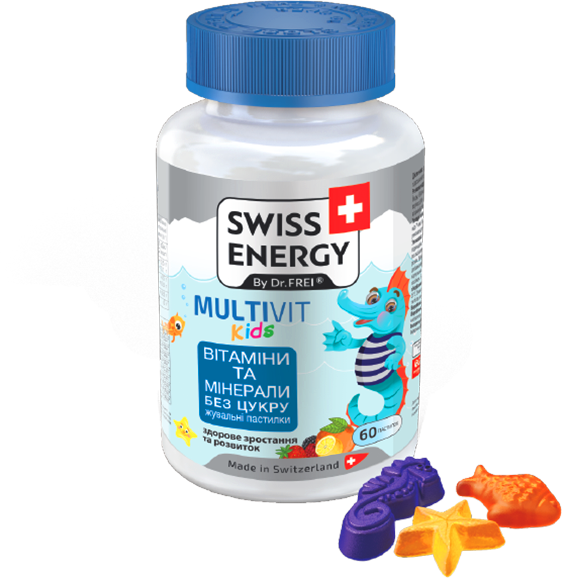 SWISS
ENERGY
By Dr.FREI®
MULTIVIT
Kids
ВІТАМІНИ
ТА
МІНЕРАЛИ
БЕЗ ЦУКРУ
жувальні пастилки
здорове зростання
та розвиток
60 пастилок
Made in Switzerland